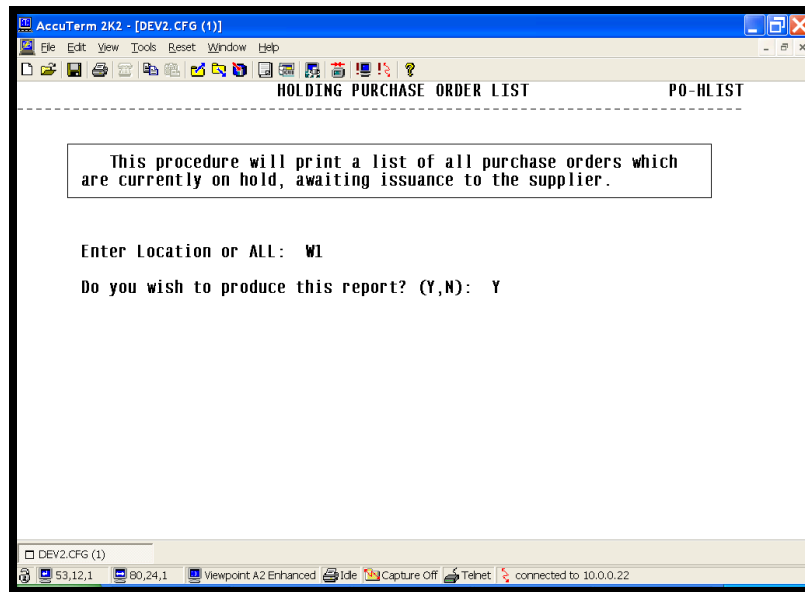 AccuTerm 2K2 - [DEV2.CFG (1)]
File Edit View Tools Reset Window Help
HOLDING PURCHASE ORDER LIST PO-HLIST
This procedure will print a list of all purchase orders which
are currently on hold, awaiting issuance to the supplier.
Enter Location or ALL: W1
Do you wish to produce this report? (Y,N): Y
DEV2.CFG (1)
53,12,1 80,24,1 Viewpoint A2 Enhanced Idle Capture Off Telnet connected to 10.0.0.22